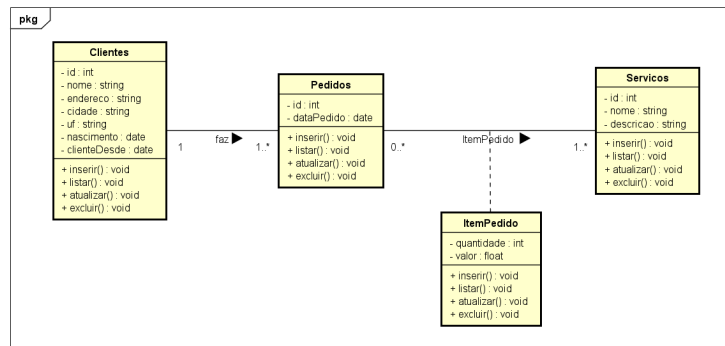 pkg
Clientes
- id : int
- nome : string
- endereco : string
- cidade : string
- uf : string
- nascimento : date
- clienteDesde : date
+ inserir() : void
+ listar() : void
+ atualizar() : void
+ excluir() : void
1
faz
1..*
Pedidos
- id : int
- dataPedido : date
+ inserir() : void
+ listar() : void
+ atualizar() : void
+ excluir() : void
0..*
ItemPedido
1..*
Servicos
- id : int
- nome : string
- descricao : string
+ inserir() : void
+ listar() : void
+ atualizar() : void
+ excluir() : void
ItemPedido
- quantidade : int
- valor : float
+ inserir() : void
+ listar() : void
+ atualizar() : void
+ excluir() : void